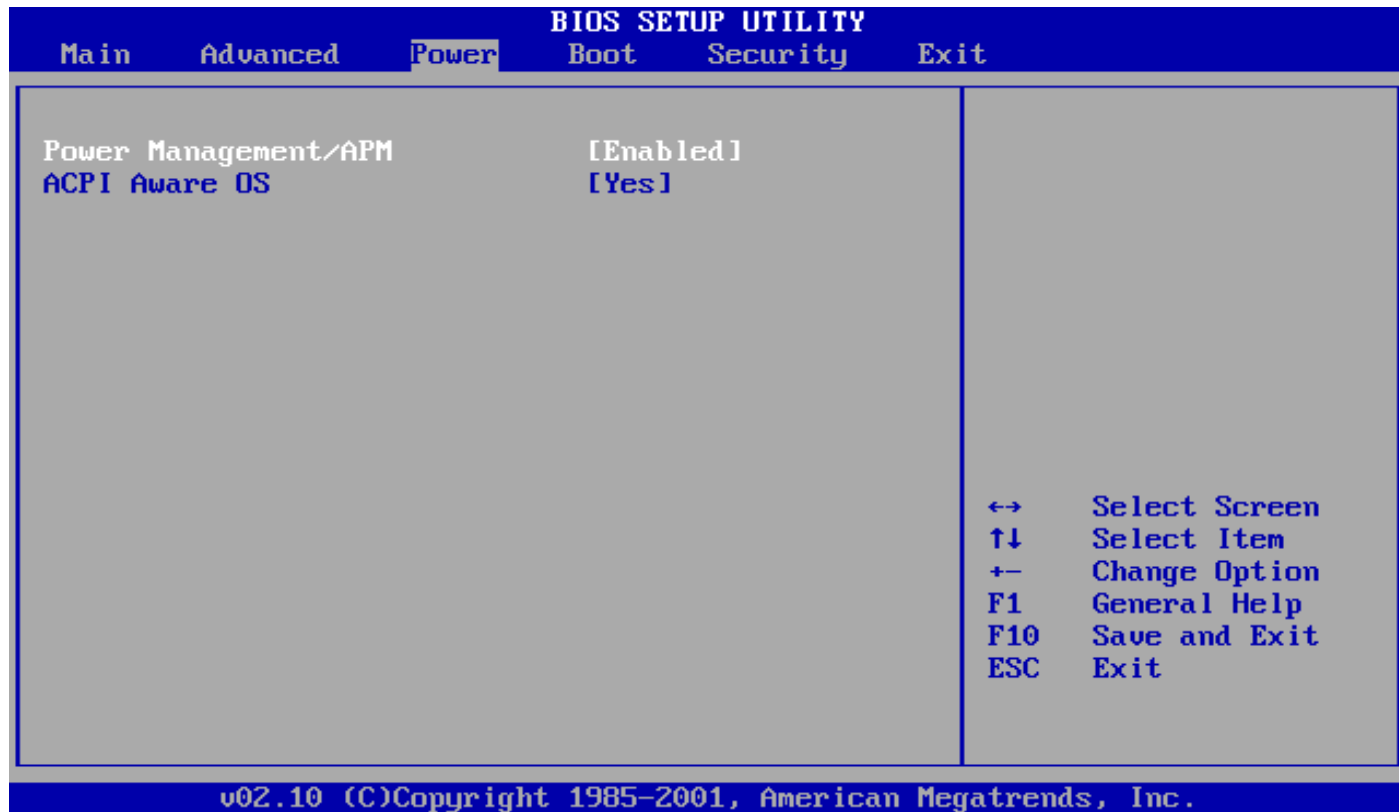 BIOS SETUP UTILITY
Main Advanced Power Boot Security Exit
Power Management/APM [Enabled]
ACPI Aware OS [Yes]
←→ Select Screen
↑↓ Select Item
+- Change Option
F1 General Help
F10 Save and Exit
ESC Exit
v02.10 (C)Copyright 1985-2001, American Megatrends, Inc.